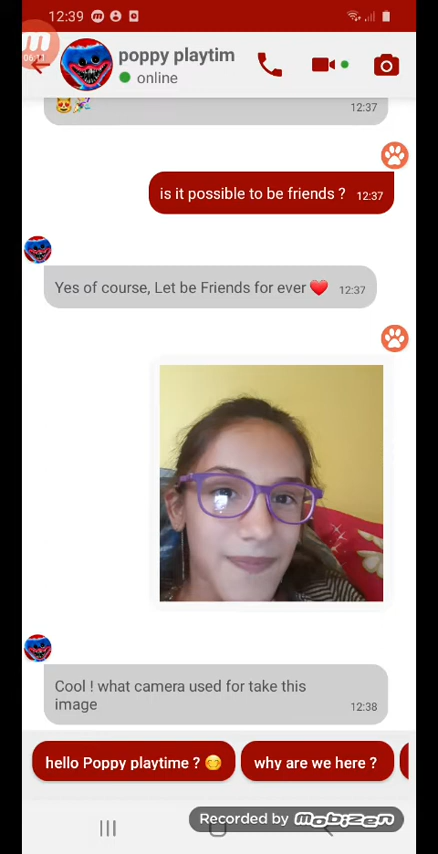 12:39
06:11
poppy playtim
online
12:37
is it possible to be friends ? 12:37
Yes of course, Let be Friends for ever ❤️ 12:37
Cool ! what camera used for take this
image 12:38
hello Poppy playtime ? 😊 why are we here ?
Recorded by Mobizen